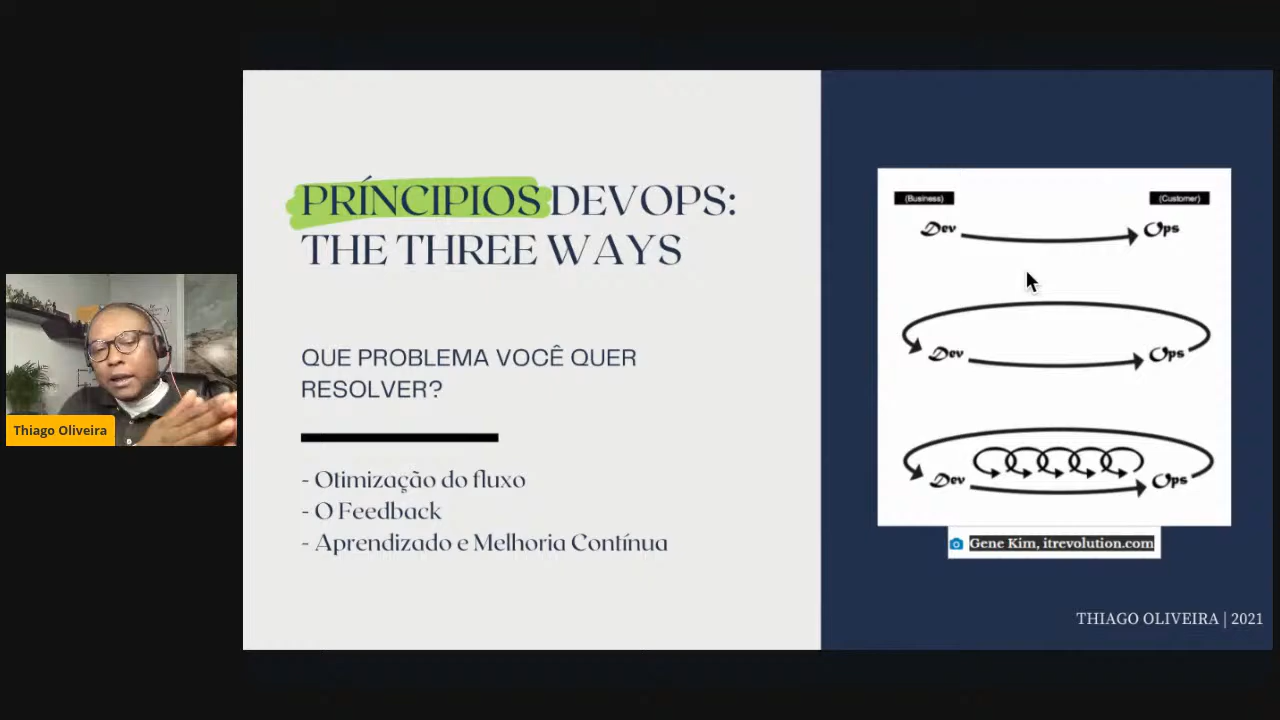 PRÍNCIPIOS DEVOPS:
THE THREE WAYS
QUE PROBLEMA VOCÊ QUER
RESOLVER?
- Otimização do fluxo
- O Feedback
- Aprendizado e Melhoria Contínua
(Business)
(Customer)
Dev
Ops
Dev
Ops
Dev
Ops
Gene Kim, itrevolution.com
THIAGO OLIVEIRA | 2021
Thiago Oliveira